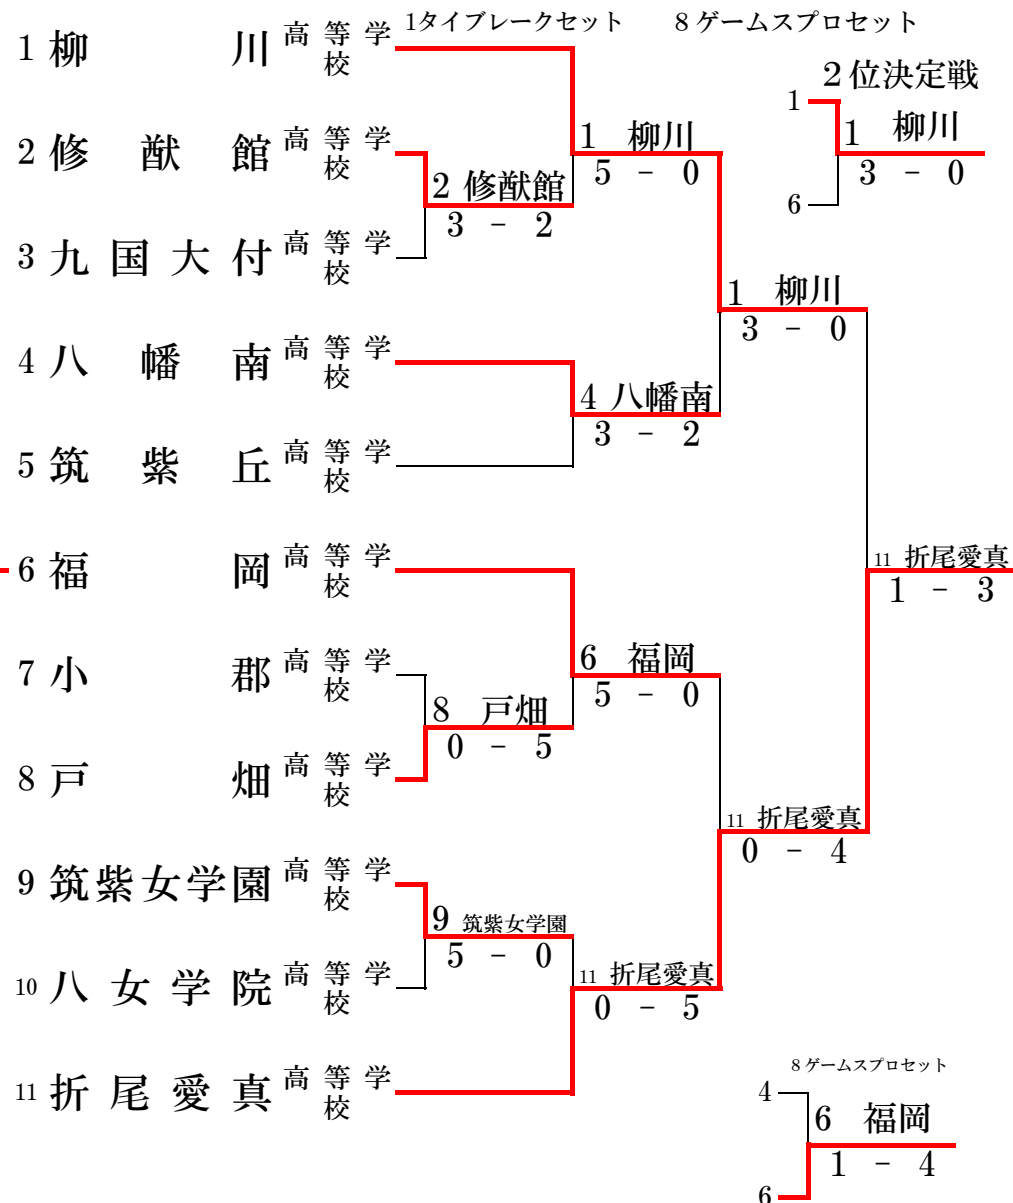 1タイブレークセット 8ゲームスプロセット
1 柳川 高等学校
2 修猷館 高等学校
3 九国大付 高等学校
4 八幡南 高等学校
5 筑紫丘 高等学校
6 福岡 高等学校
7 小郡 高等学校
8 戸畑 高等学校
9 筑紫女学園 高等学校
10 八女学院 高等学校
11 折尾愛真 高等学校
2 修猷館
3 - 2
8 戸畑
0 - 5
9 筑紫女学園
5 - 0
1 柳川
5 - 0
4 八幡南
3 - 2
6 福岡
5 - 0
11 折尾愛真
0 - 5
1 柳川
3 - 0
11 折尾愛真
0 - 4
11 折尾愛真
1 - 3
2位決定戦
1
1 柳川
3 - 0
6
8ゲームスプロセット
4
6 福岡
1 - 4
6